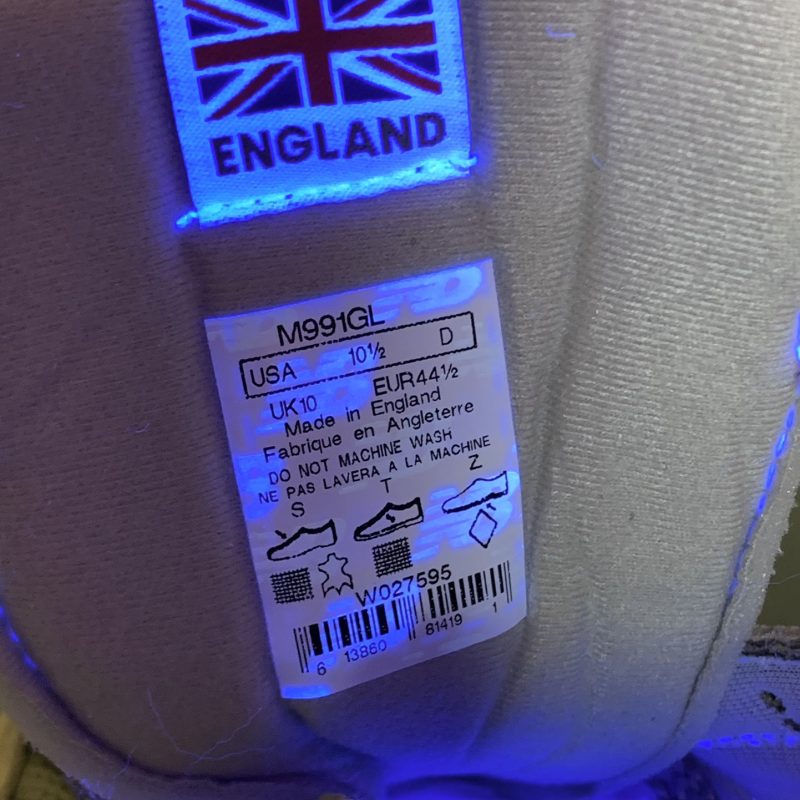 ENGLAND
M991GL
USA 10½ D
UK10 EUR44½
Made in England
Fabrique en Angleterre
DO NOT MACHINE WASH
NE PAS LAVERA A LA MACHINE
S T Z
W027595
6 13860 81419 1